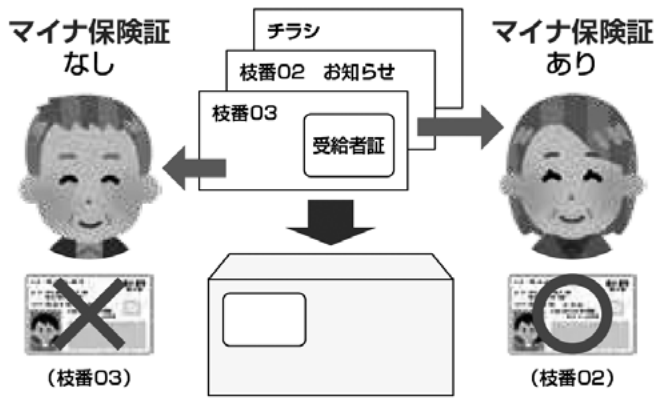 マイナ保険証
なし
チラシ
枝番02 お知らせ
枝番03
受給者証
マイナ保険証
あり
(枝番03)
(枝番02)